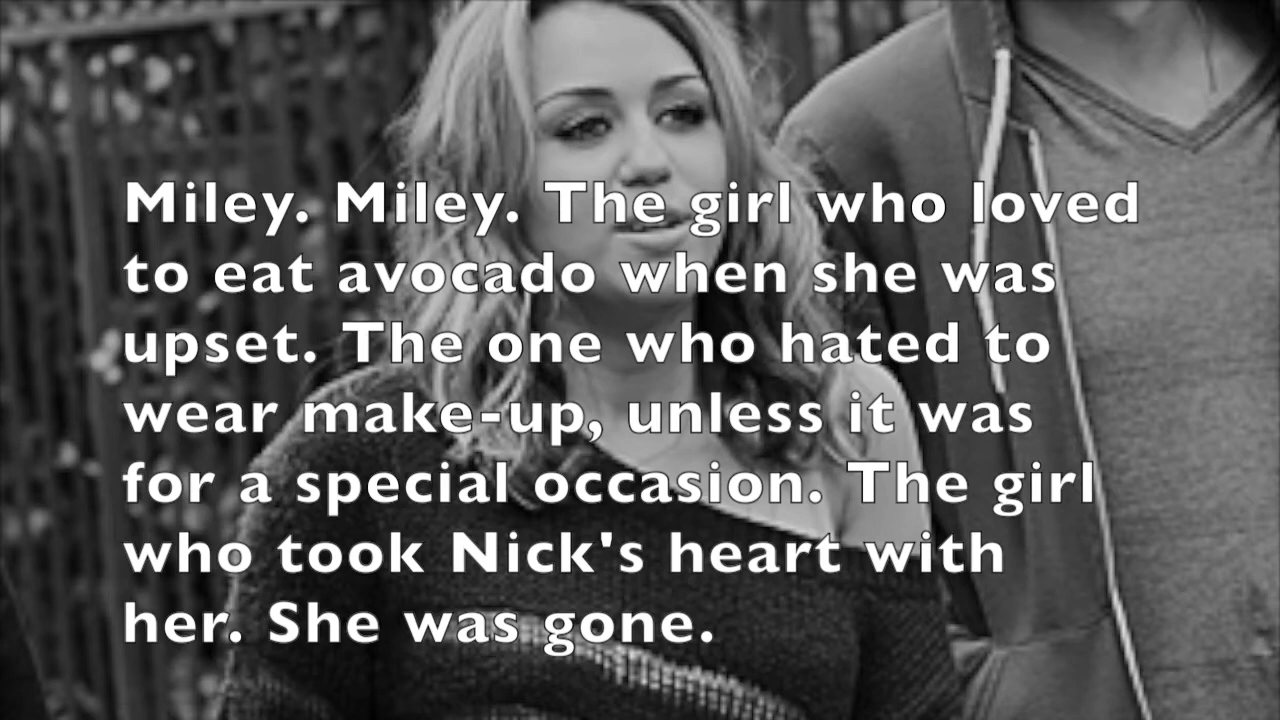 Miley. Miley. The girl who loved
to eat avocado when she was
upset. The one who hated to
wear make-up, unless it was
for a special occasion. The girl
who took Nick's heart with
her. She was gone.